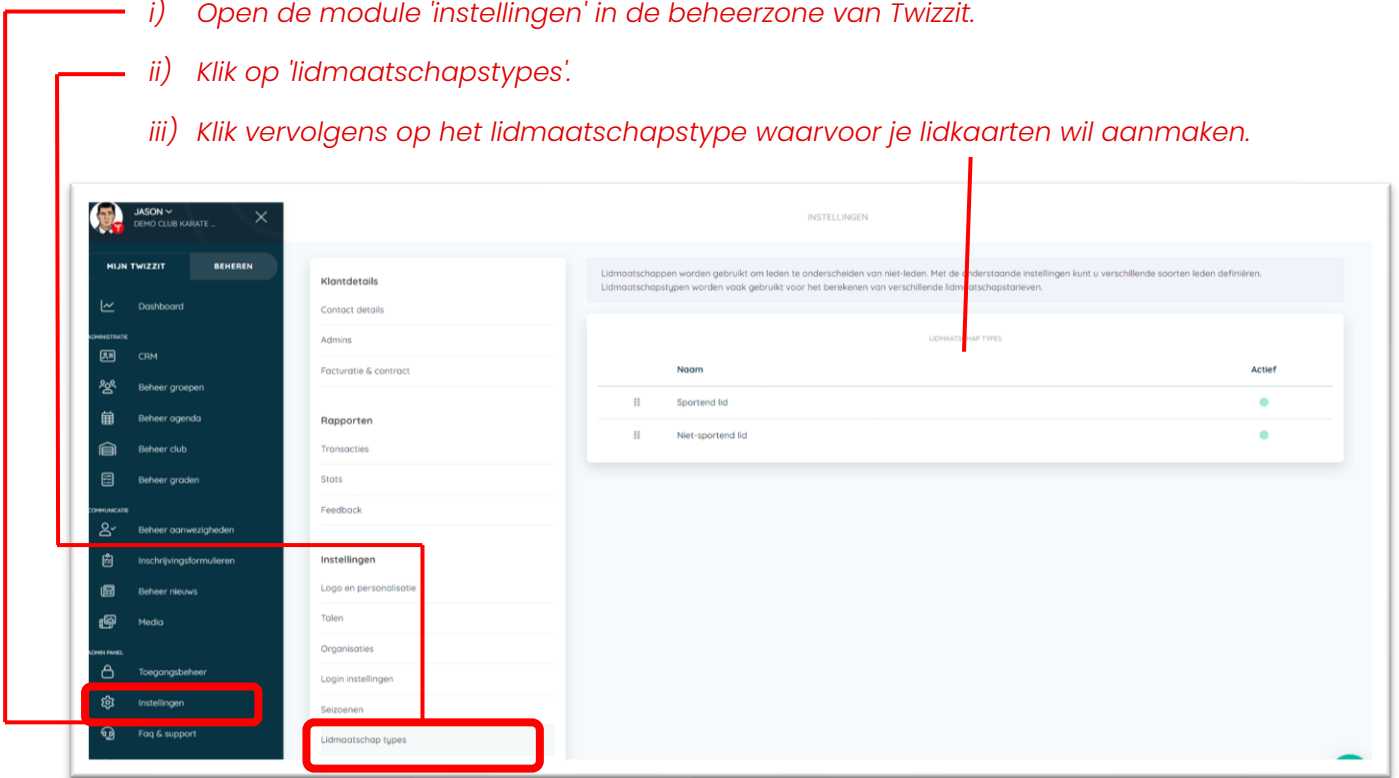 i) Open de module 'instellingen' in de beheerzone van Twizzit.
ii) Klik op 'lidmaatschapstypes'.
iii) Klik vervolgens op het lidmaatschapstype waarvoor je lidkaarten wil aanmaken.
JASON
DEMO CLUB KARATE ...
INSTELLINGEN
MIJN TWIZZIT BEHEREN
Dashboard
ADMINISTRATIE
CRM
Beheer groepen
Beheer agenda
Beheer club
Beheer graden
COMMUNICATIE
Beheer aanwezigheden
Inschrijvingsformulieren
Beheer nieuws
Media
ADMIN PANEL
Toegangsbeheer
Instellingen
Faq & support
Klantdetails
Contact details
Admins
Facturatie & contract
Rapporten
Transacties
Stats
Feedback
Instellingen
Logo en personalisatie
Talen
Organisaties
Login instellingen
Seizoenen
Lidmaatschap types
Lidmaatschappen worden gebruikt om leden te onderscheiden van niet-leden. Met de onderstaande instellingen kunt u verschillende soorten leden definiëren.
Lidmaatschapstypen worden vaak gebruikt voor het berekenen van verschillende lidmaatschapstarieven.
LIDMAATSCHAP TYPES
Naam Actief
Sportend lid
Niet-sportend lid